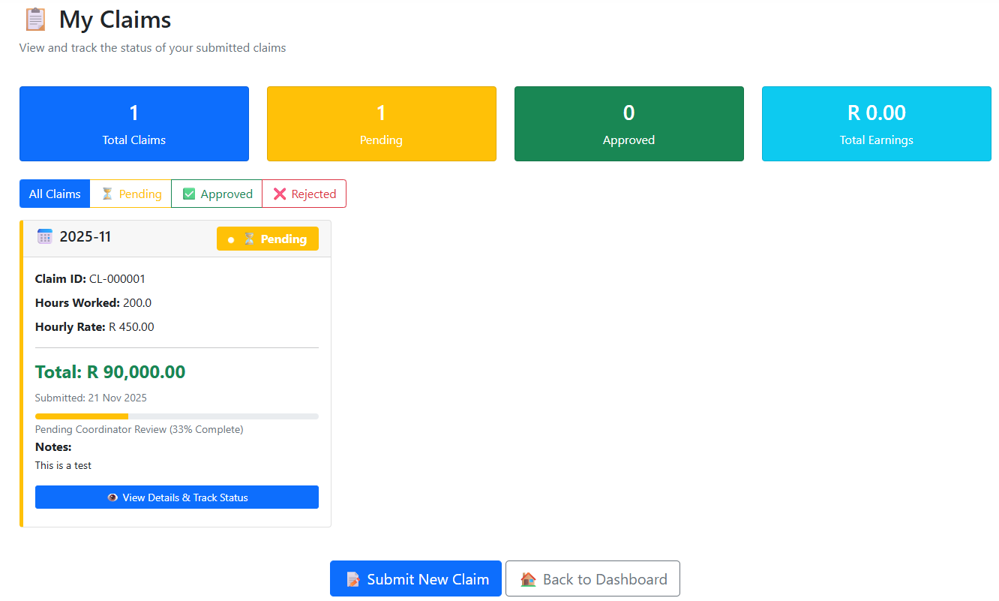 My Claims
View and track the status of your submitted claims
1
Total Claims
1
Pending
0
Approved
R 0.00
Total Earnings
All Claims
Pending
Approved
Rejected
2025-11
Pending
Claim ID: CL-000001
Hours Worked: 200.0
Hourly Rate: R 450.00
Total: R 90,000.00
Submitted: 21 Nov 2025
Pending Coordinator Review (33% Complete)
Notes:
This is a test
View Details & Track Status
Submit New Claim
Back to Dashboard